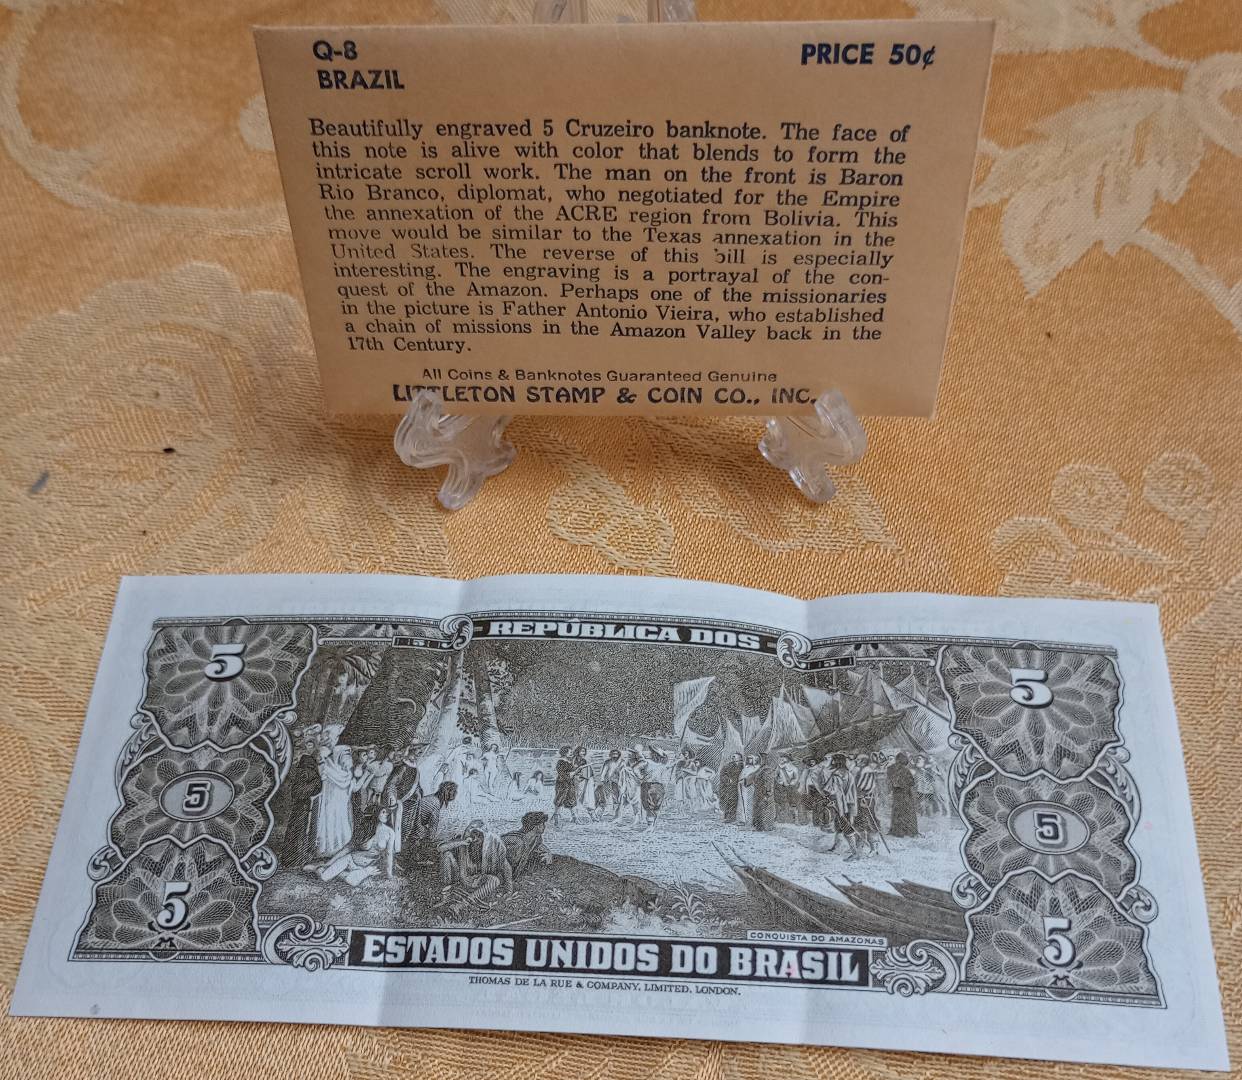 Q-8
PRICE 50¢
BRAZIL
Beautifully engraved 5 Cruzeiro banknote. The face of
this note is alive with color that blends to form the
intricate scroll work. The man on the front is Baron
Rio Branco, diplomat, who negotiated for the Empire
the annexation of the ACRE region from Bolivia. This
move would be similar to the Texas annexation in the
United States. The reverse of this bill is especially
interesting. The engraving is a portrayal of the con-
quest of the Amazon. Perhaps one of the missionaries
in the picture is Father Antonio Vieira, who established
a chain of missions in the Amazon Valley back in the
17th Century.
All Coins & Banknotes Guaranteed Genuine
LITTLETON STAMP & COIN CO., INC.
REPÚBLICA DOS
5
5
5
5
5
5
5
5
5
CONQUISTA DO AMAZONAS
ESTADOS UNIDOS DO BRASIL
THOMAS DE LA RUE & COMPANY, LIMITED, LONDON.